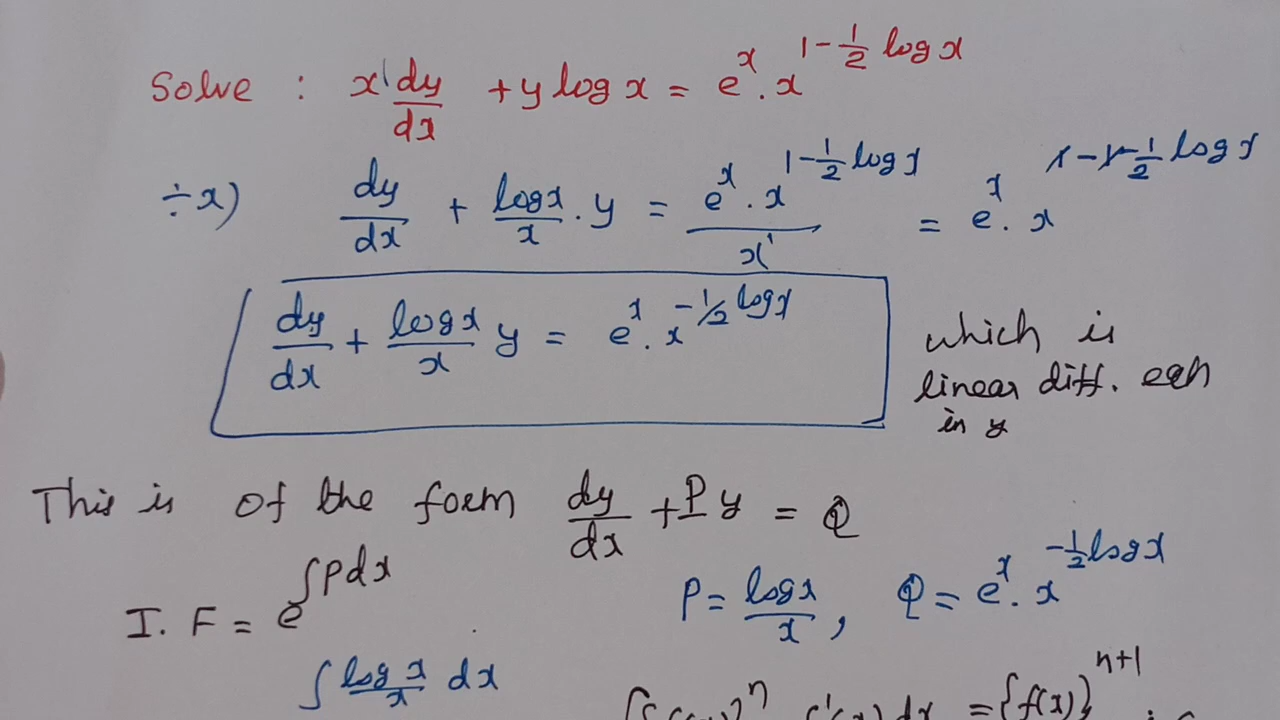 Solve : x dy/dx + y log x = e^x . x^(1 - 1/2 log x)
÷x) dy/dx + log x/x . y = e^x . x^(1 - 1/2 log x)/x^1 = e^x . x^(1 - 1 - 1/2 log x)
dy/dx + log x/x y = e^x . x^(-1/2 log x)
which is
linear diff. eqn
in y
This is of the form dy/dx + Py = Q
I. F = e^(∫Pdx)
P = log x/x , Q = e^x . x^(-1/2 log x)
∫ log x/x dx
= {f(x)}^(n+1)